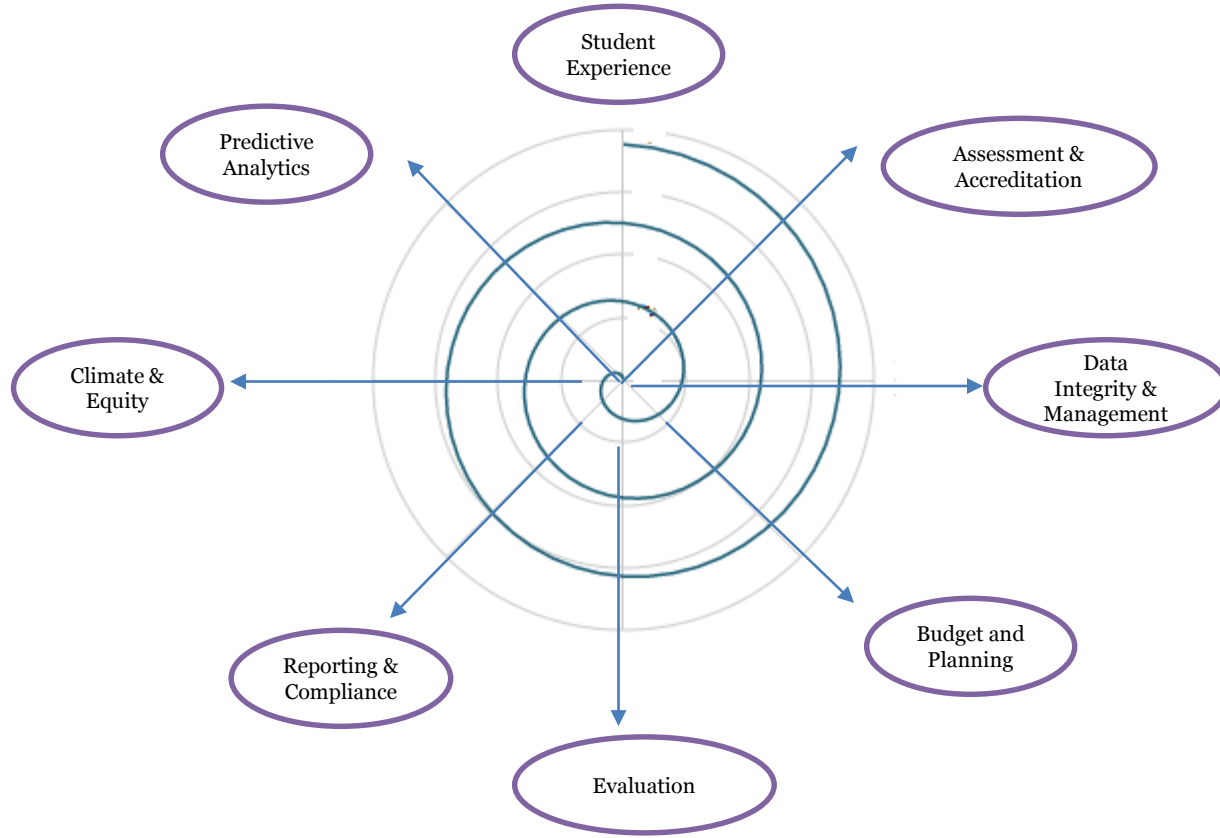 Student
Experience
Predictive
Analytics
Assessment &
Accreditation
Climate &
Equity
Data
Integrity &
Management
Budget and
Planning
Reporting &
Compliance
Evaluation